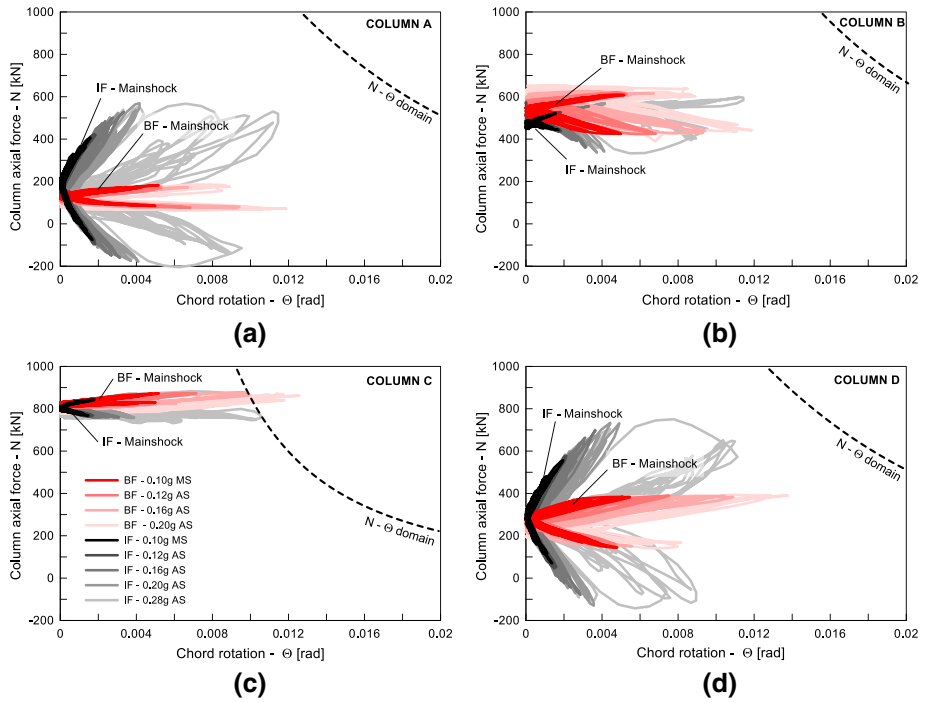 COLUMN A
1000
800
600
400
200
0
-200
Column axial force - N [kN]
IF - Mainshock
BF - Mainshock
N - Θ domain
0
0.004
0.008
0.012
0.016
0.02
Chord rotation - Θ [rad]
(a)
COLUMN B
1000
800
600
400
200
0
-200
Column axial force - N [kN]
BF - Mainshock
IF - Mainshock
N - Θ domain
0
0.004
0.008
0.012
0.016
0.02
Chord rotation - Θ [rad]
(b)
COLUMN C
1000
800
600
400
200
0
-200
Column axial force - N [kN]
BF - Mainshock
IF - Mainshock
BF - 0.10g MS
BF - 0.12g AS
BF - 0.16g AS
BF - 0.20g AS
IF - 0.10g MS
IF - 0.12g AS
IF - 0.16g AS
IF - 0.20g AS
IF - 0.28g AS
N - Θ domain
0
0.004
0.008
0.012
0.016
0.02
Chord rotation - Θ [rad]
(c)
COLUMN D
1000
800
600
400
200
0
-200
Column axial force - N [kN]
IF - Mainshock
BF - Mainshock
N - Θ domain
0
0.004
0.008
0.012
0.016
0.02
Chord rotation - Θ [rad]
(d)